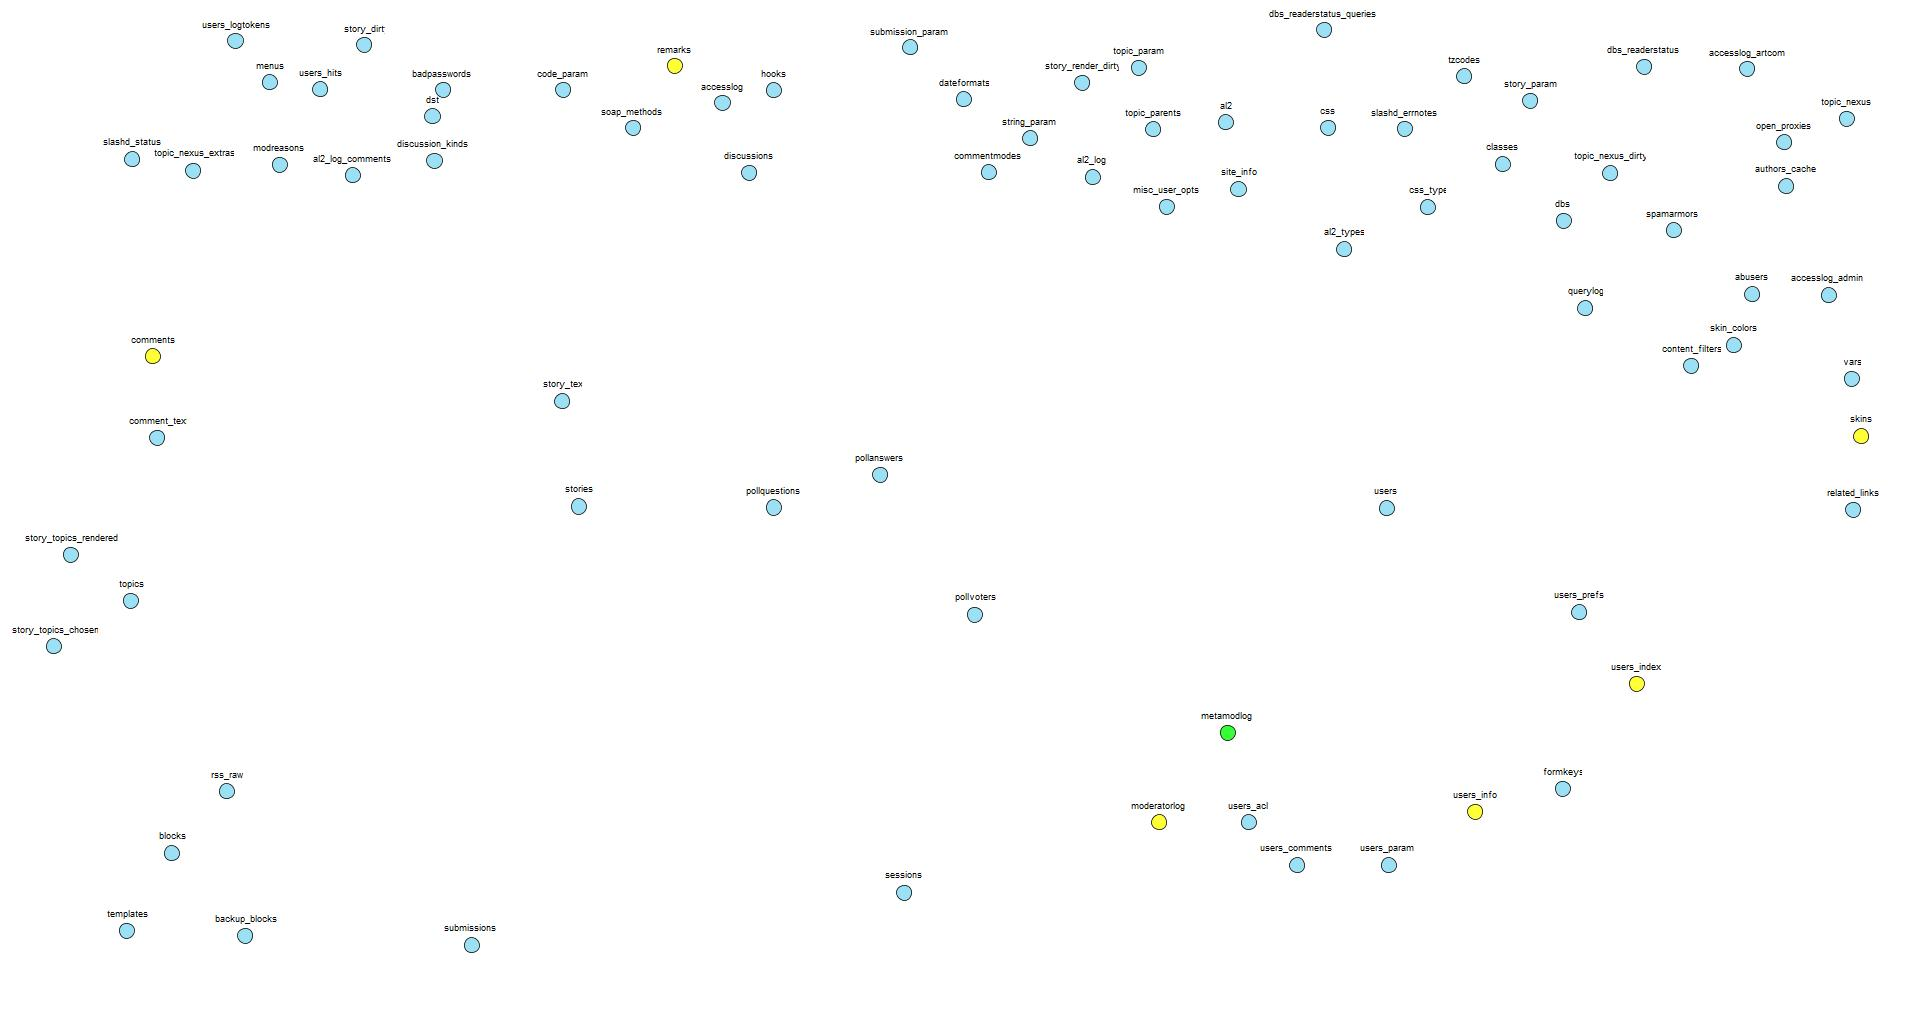 dbs_readerstatus_queries
users_logtokens
story_dirt
submission_param
remarks
topic_param
dbs_readerstatus
accesslog_artcom
menus
users_hits
badpasswords
code_param
hooks
story_render_dirty
tzcodes
accesslog
dateformats
story_param
dst
soap_methods
string_param
topic_parents
al2
css
slashd_errnotes
topic_nexus
open_proxies
slashd_status
topic_nexus_extras
modreasons
al2_log_comments
discussion_kinds
discussions
commentmodes
al2_log
classes
topic_nexus_dirty
authors_cache
misc_user_opts
site_info
css_type
dbs
spamarmors
al2_types
abusers
accesslog_admin
querylog
skin_colors
comments
content_filters
vars
story_tex
comment_tex
skins
pollanswers
stories
pollquestions
users
related_links
story_topics_rendered
topics
pollvoters
users_prefs
story_topics_chosen
users_index
metamodlog
rss_raw
formkeys
users_info
moderatorlog
users_acl
blocks
users_comments
users_param
sessions
templates
backup_blocks
submissions